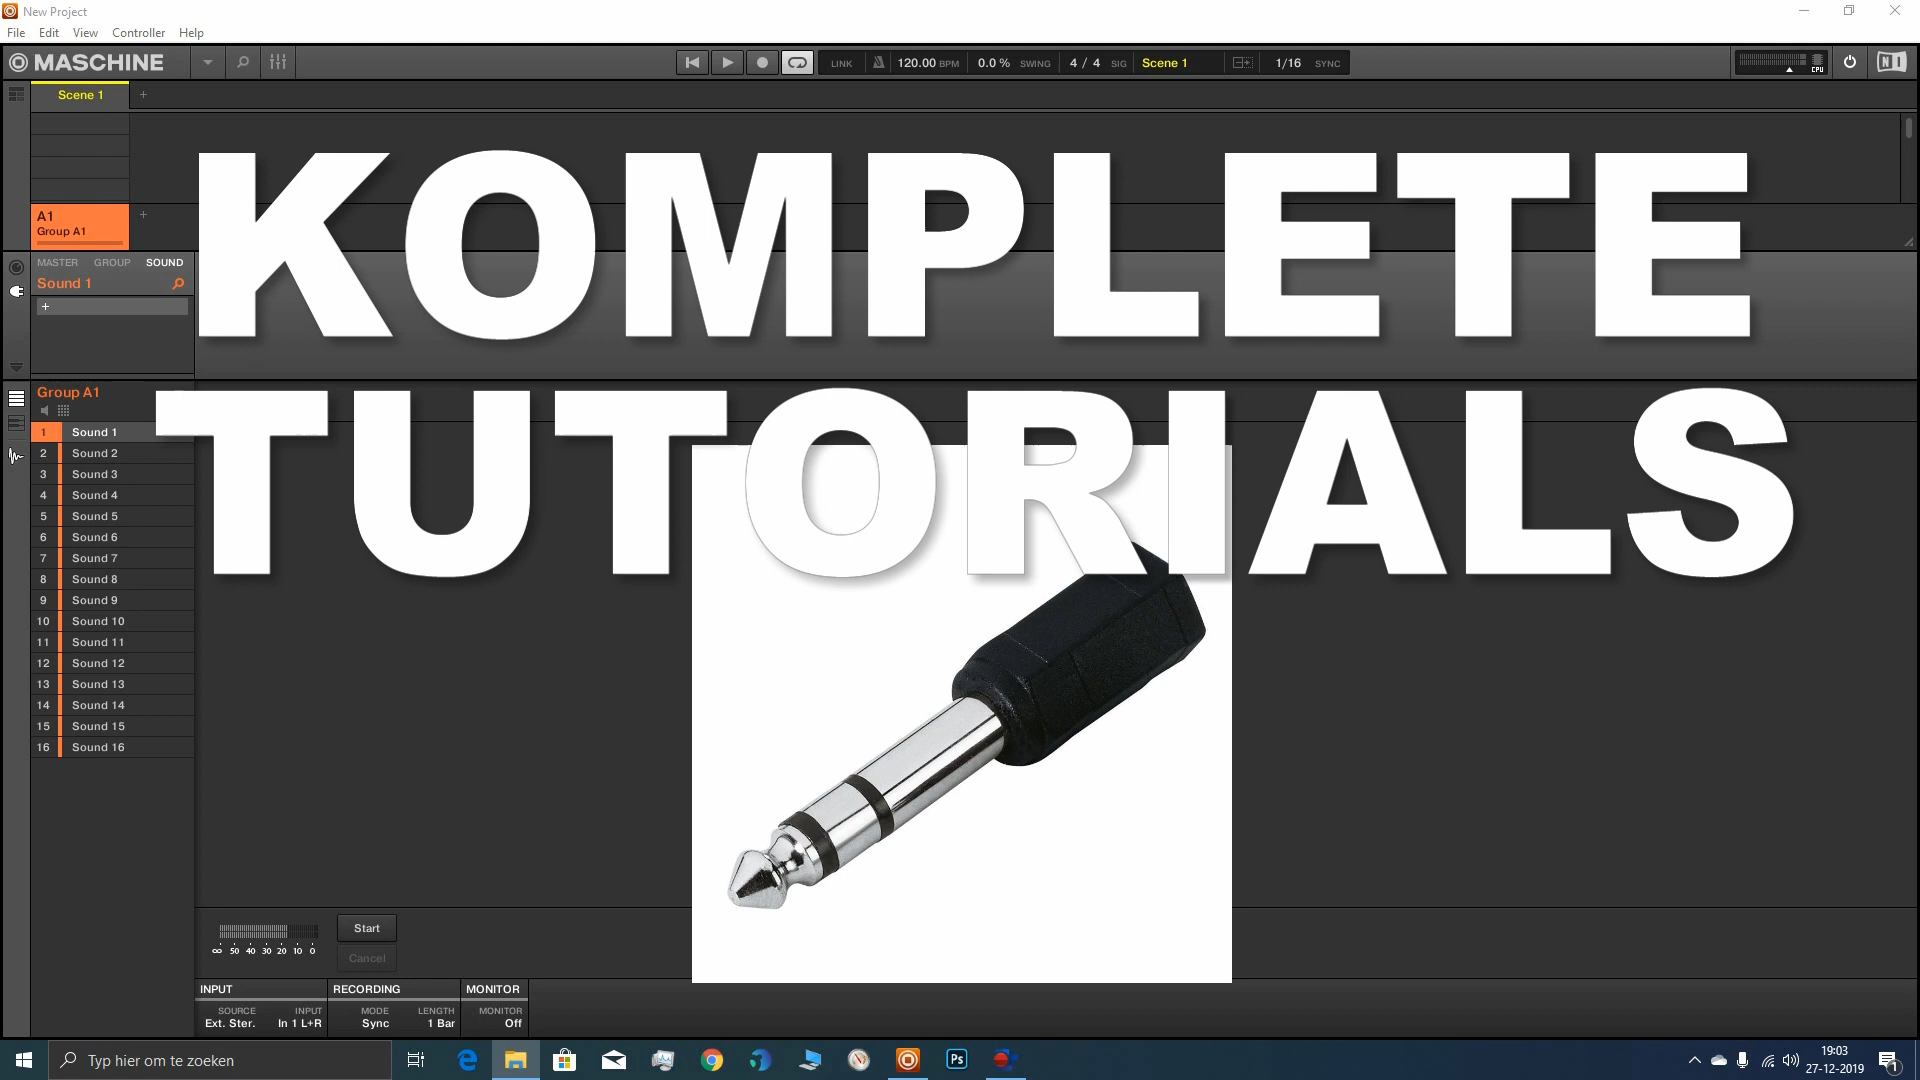 New Project
File Edit View Controller Help
MASCHINE
LINK 120.00 BPM 0.0 % SWING 4 / 4 SIG Scene 1 1/16 SYNC
CPU
NI
Scene 1 +
A1 +
Group A1
MASTER GROUP SOUND
Sound 1
+
KOMPLETE
TUTORIALS
Group A1
1 Sound 1
2 Sound 2
3 Sound 3
4 Sound 4
5 Sound 5
6 Sound 6
7 Sound 7
8 Sound 8
9 Sound 9
10 Sound 10
11 Sound 11
12 Sound 12
13 Sound 13
14 Sound 14
15 Sound 15
16 Sound 16
Start
∞ 50 40 30 20 10 0
Cancel
INPUT RECORDING MONITOR
SOURCE INPUT MODE LENGTH MONITOR
Ext. Ster. In 1 L+R Sync 1 Bar Off
Typ hier om te zoeken
Ps
19:03
27-12-2019
1